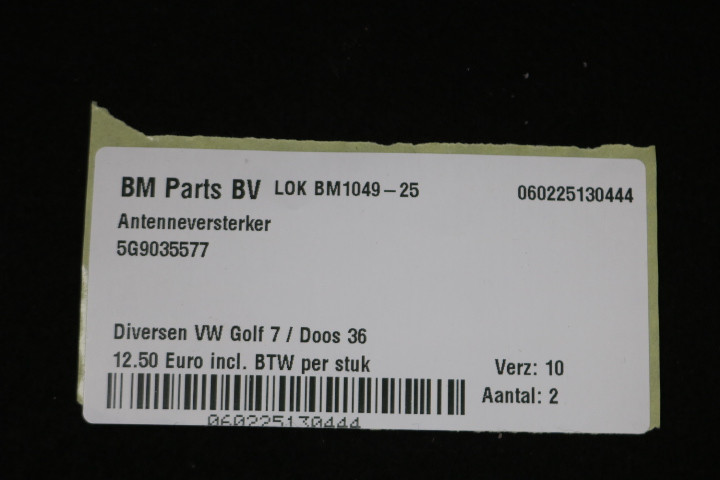 BM Parts BV LOK BM1049-25 060225130444
Antenneversterker
5G9035577
Diversen VW Golf 7 / Doos 36
12.50 Euro incl. BTW per stuk Verz: 10
Aantal: 2
060225130444